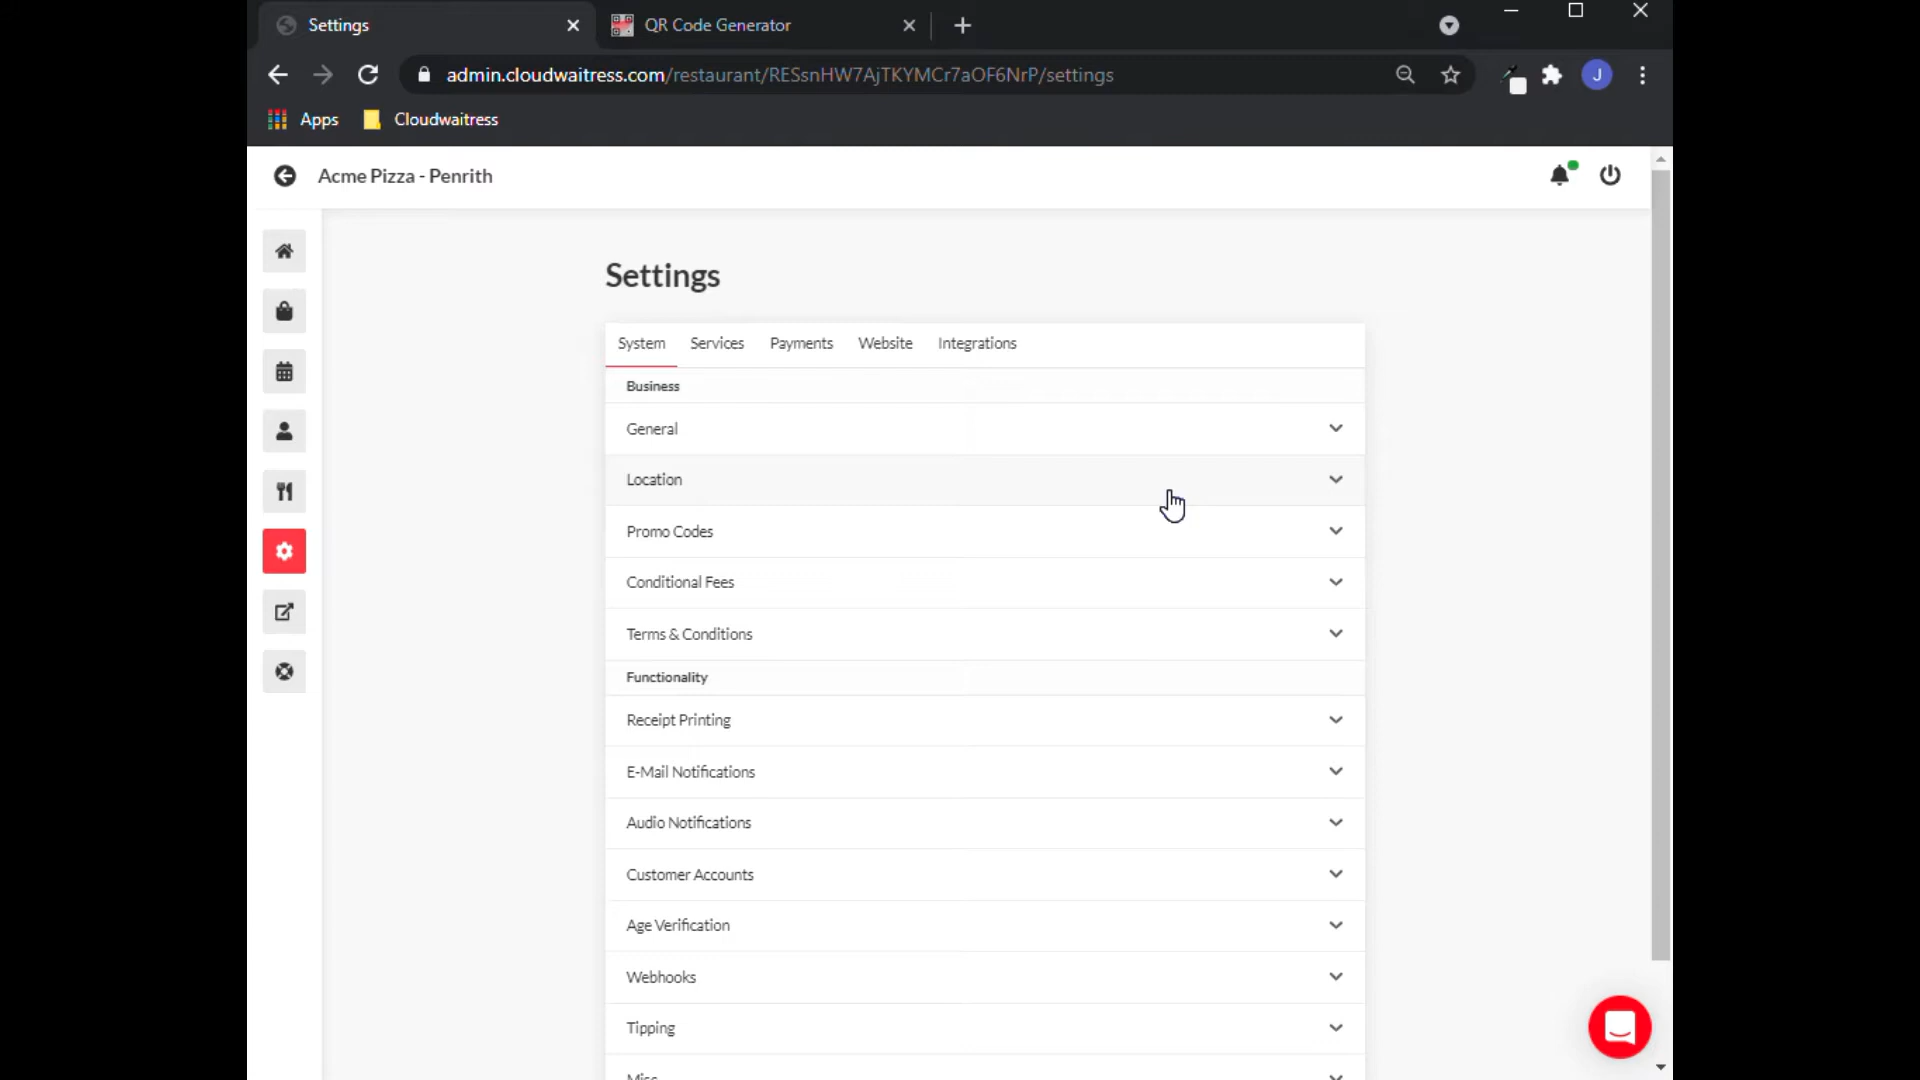 Settings
QR Code Generator
admin.cloudwaitress.com/restaurant/RESsnHW7AjTKYMCr7aOF6NrP/settings
J
Apps
Cloudwaitress
Acme Pizza - Penrith
Settings
System Services Payments Website Integrations
Business
General
Location
Promo Codes
Conditional Fees
Terms & Conditions
Functionality
Receipt Printing
E-Mail Notifications
Audio Notifications
Customer Accounts
Age Verification
Webhooks
Tipping
Misc